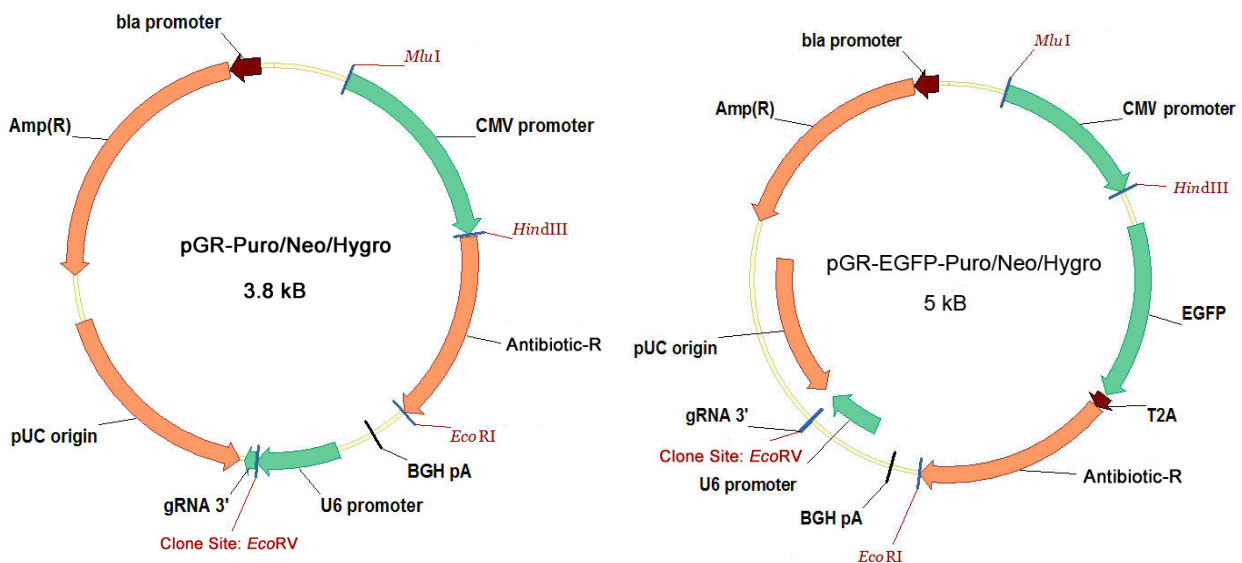 bla promoter
MluI
CMV promoter
Amp(R)
HindIII
pGR-Puro/Neo/Hygro
3.8 kB
Antibiotic-R
pUC origin
EcoRI
BGH pA
gRNA 3'
U6 promoter
Clone Site: EcoRV
bla promoter
MluI
Amp(R)
CMV promoter
HindIII
pGR-EGFP-Puro/Neo/Hygro
5 kB
EGFP
pUC origin
T2A
gRNA 3'
Clone Site: EcoRV
U6 promoter
Antibiotic-R
BGH pA
EcoRI